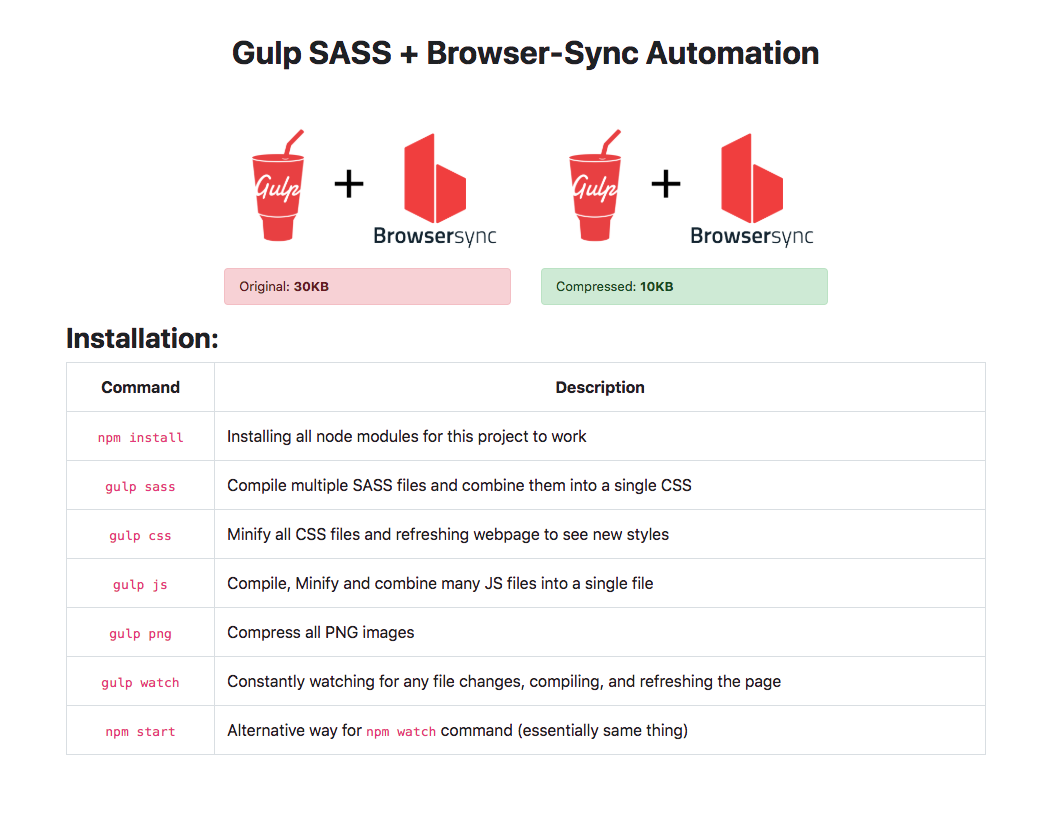 Gulp SASS + Browser-Sync Automation
Gulp + Browsersync
Gulp + Browsersync
Original: 30KB
Compressed: 10KB
Installation:
Command Description
npm install Installing all node modules for this project to work
gulp sass Compile multiple SASS files and combine them into a single CSS
gulp css Minify all CSS files and refreshing webpage to see new styles
gulp js Compile, Minify and combine many JS files into a single file
gulp png Compress all PNG images
gulp watch Constantly watching for any file changes, compiling, and refreshing the page
npm start Alternative way for npm watch command (essentially same thing)